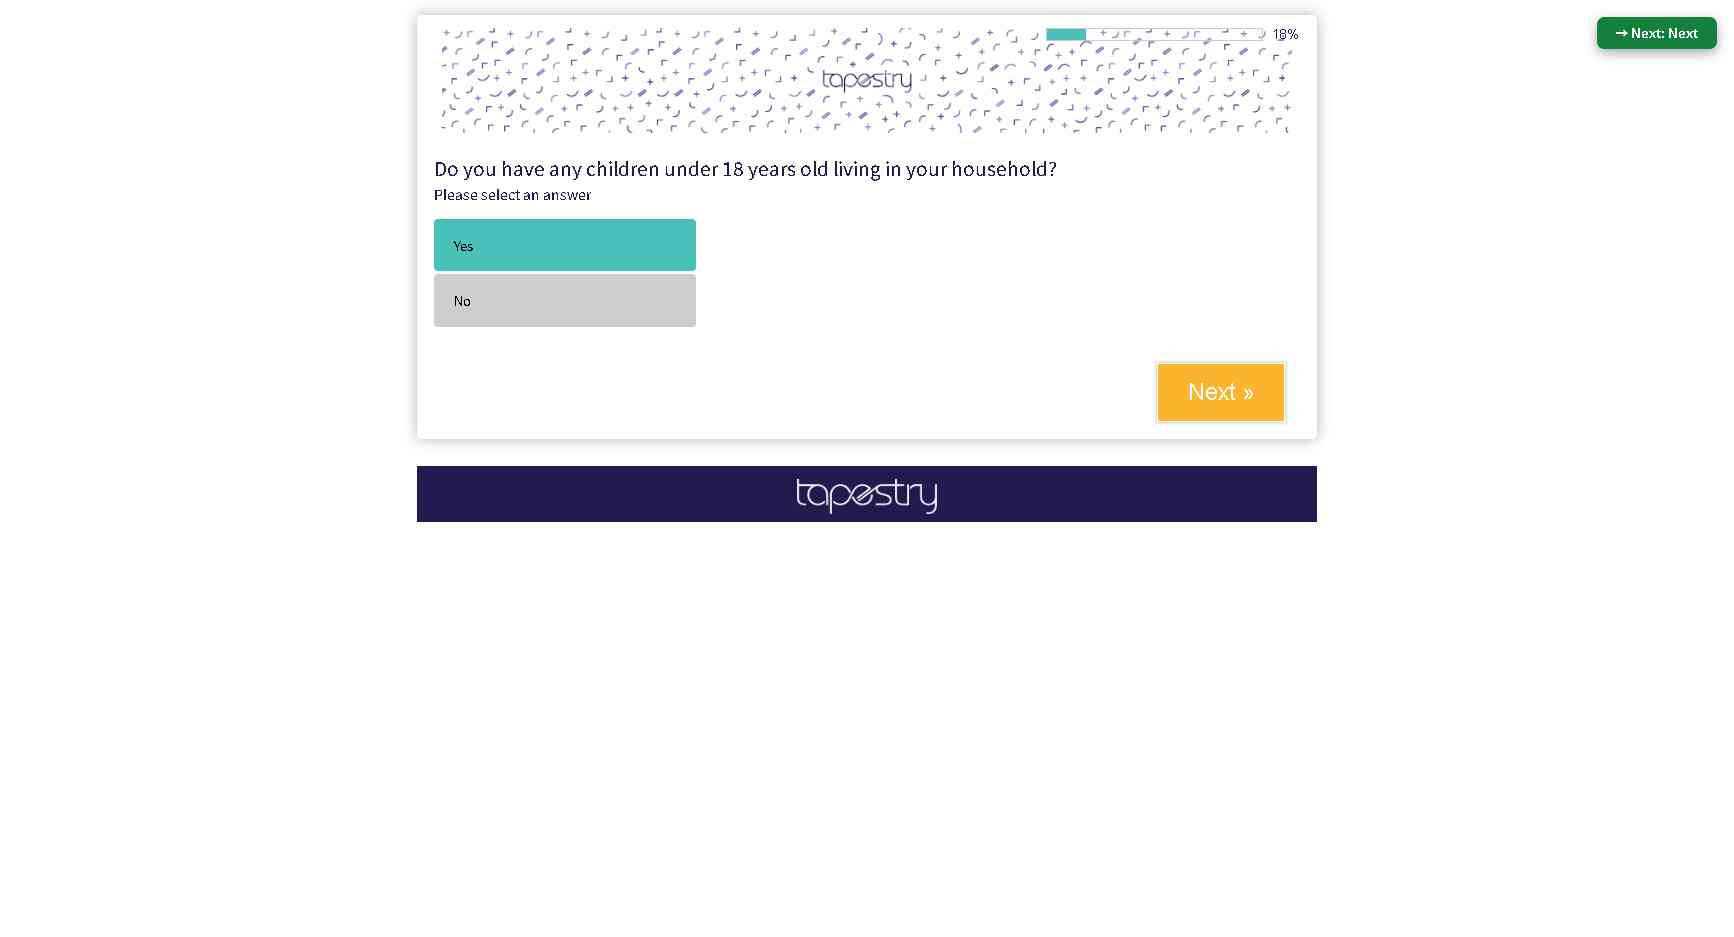 18%
→ Next: Next
tapestry
Do you have any children under 18 years old living in your household?
Please select an answer
Yes
No
Next »
tapestry